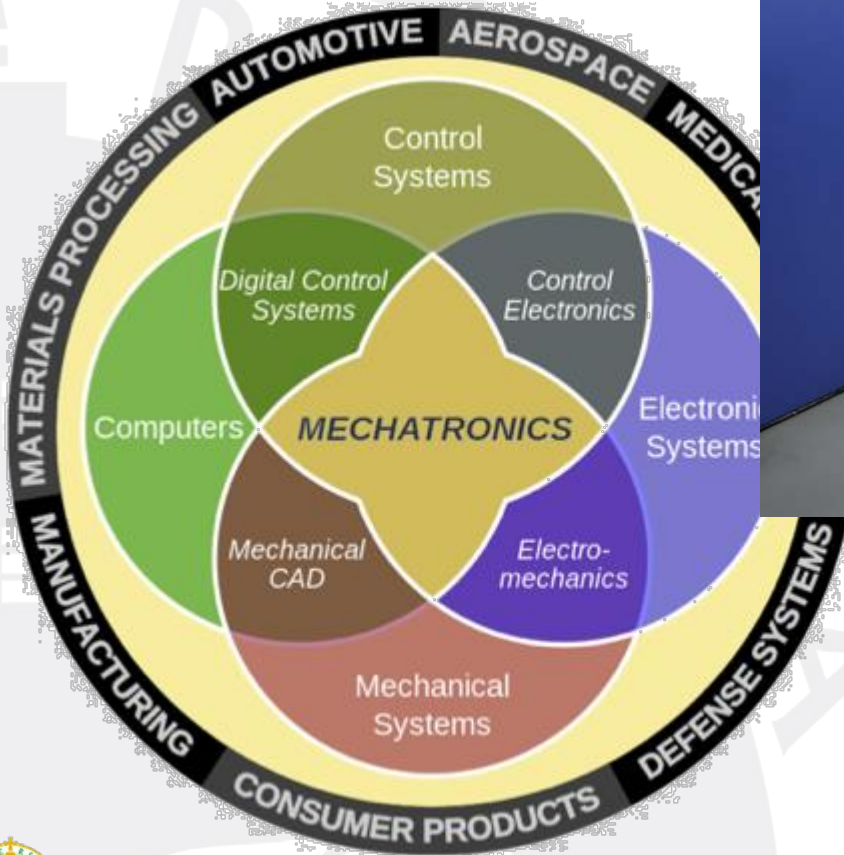 AUTOMOTIVE
AEROSPACE
MATERIALS PROCESSING
Control
Systems
Digital Control
Systems
Control
Electronics
Computers
MECHATRONICS
Systems
Mechanical
CAD
Electro-
mechanics
Mechanical
Systems
MANUFACTURING
CONSUMER PRODUCTS
DEFENSE SYSTEMS